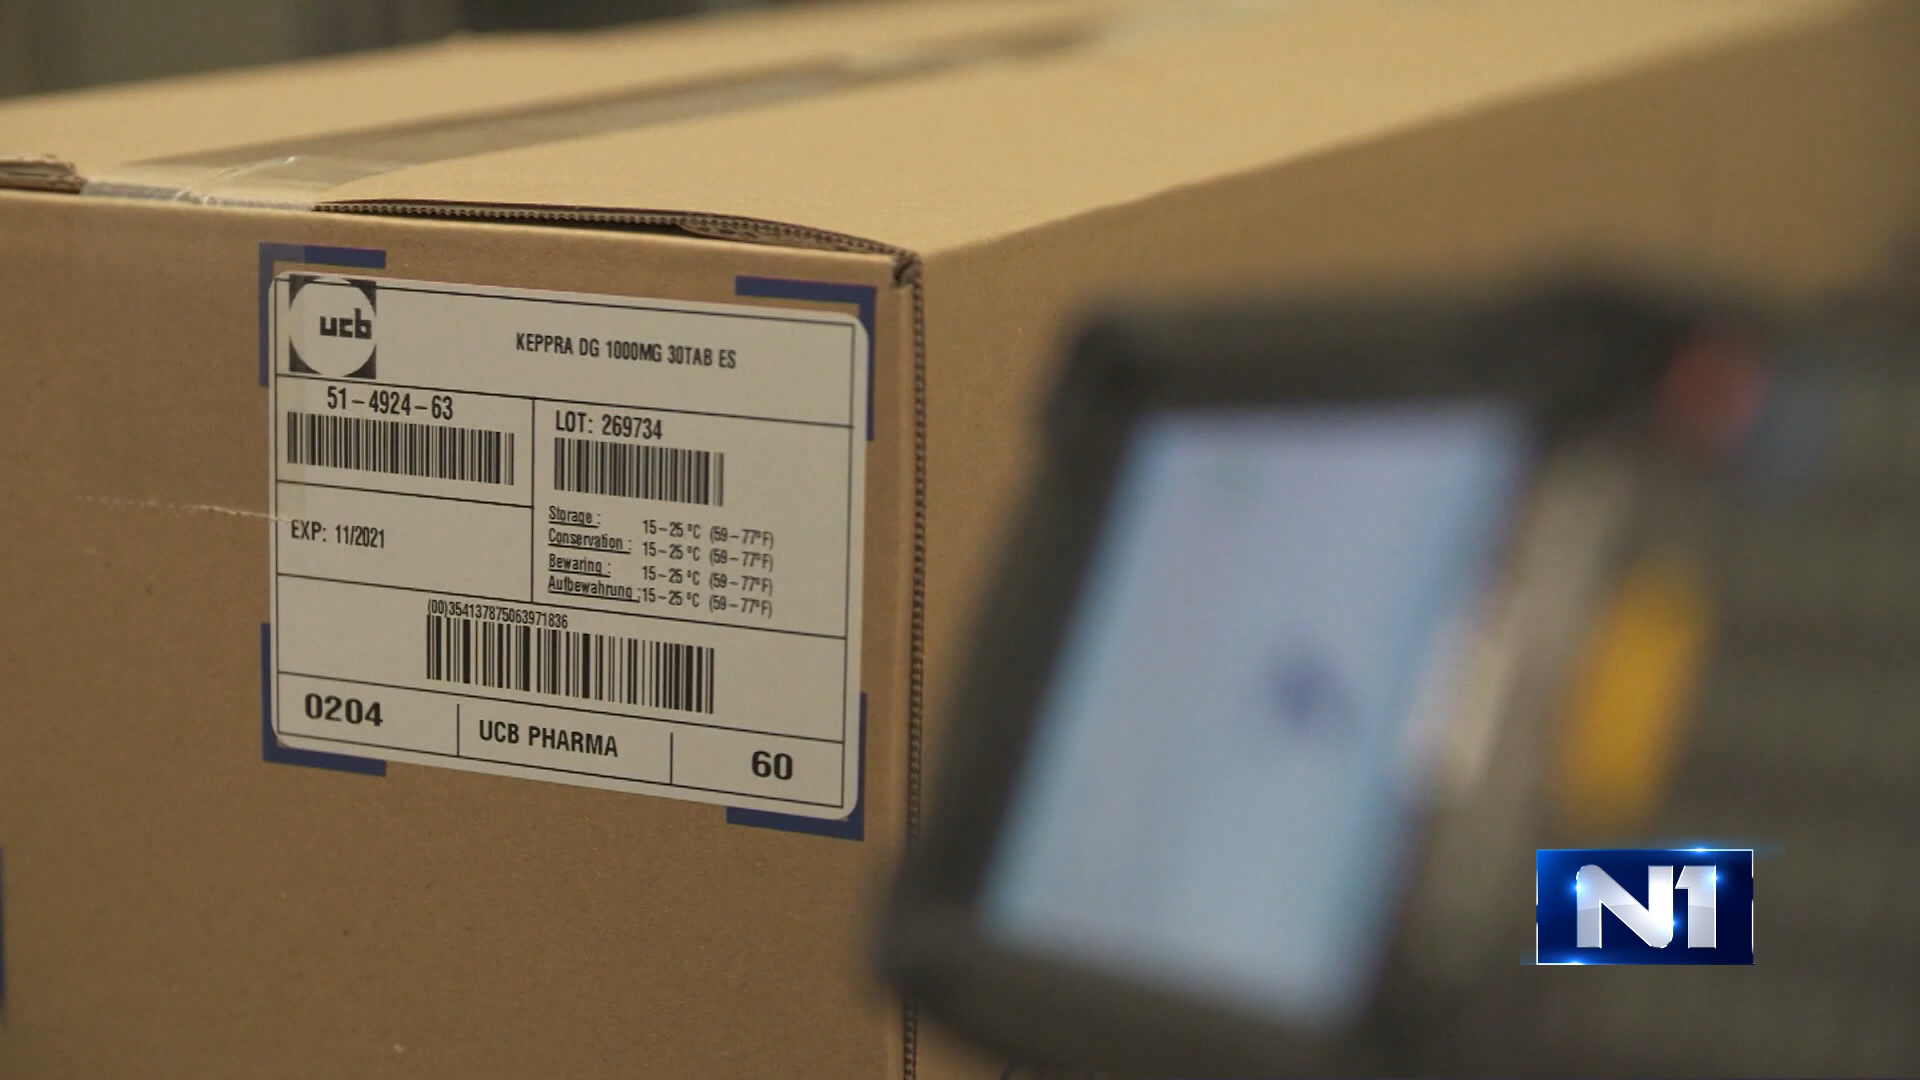 ucb
KEPPRA DG 1000MG 30TAB ES
51-4924-63
LOT: 269734
EXP: 11/2021
Storage : 15-25 °C (59-77°F)
Conservation : 15-25 °C (59-77°F)
Bewaring : 15-25 °C (59-77°F)
Aufbewahrung : 15-25 °C (59-77°F)
(00)354137875063971836
0204
UCB PHARMA
60
N1